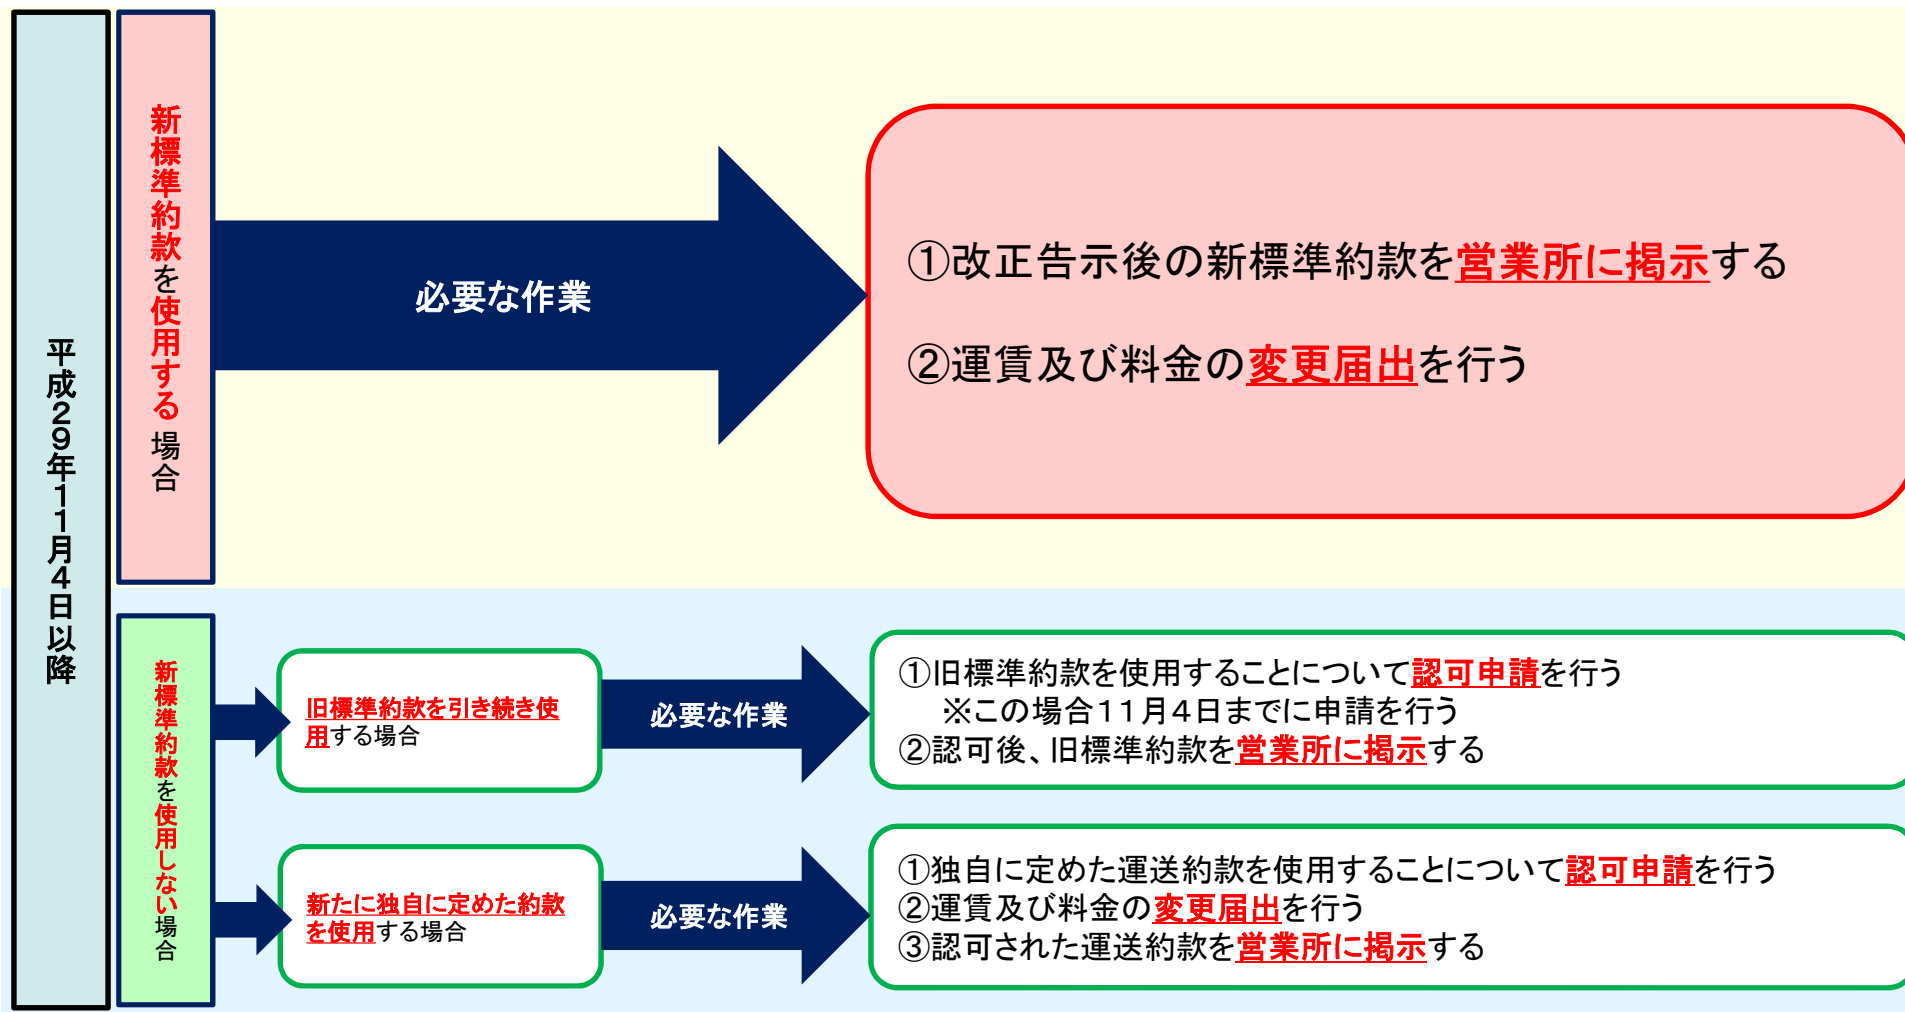 平成29年11月4日以降
新標準約款を使用する 場合
必要な作業
①改正告示後の新標準約款を営業所に掲示する
②運賃及び料金の変更届出を行う
新標準約款を使用しない場合
旧標準約款を引き続き使
用する場合
必要な作業
①旧標準約款を使用することについて認可申請を行う
※この場合11月4日までに申請を行う
②認可後、旧標準約款を営業所に掲示する
新たに独自に定めた約款
を使用する場合
必要な作業
①独自に定めた運送約款を使用することについて認可申請を行う
②運賃及び料金の変更届出を行う
③認可された運送約款を営業所に掲示する